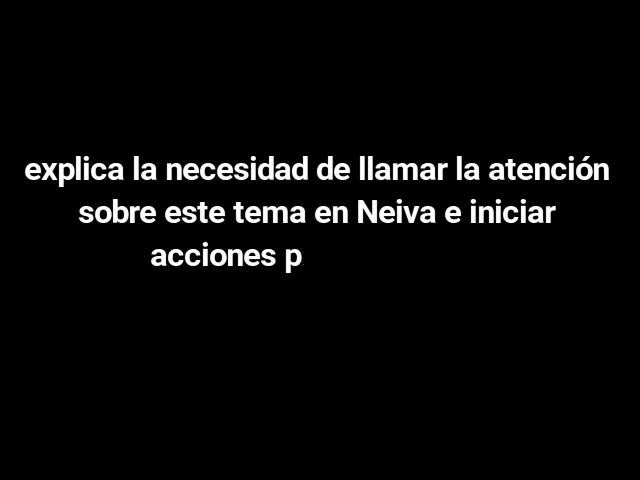 explica la necesidad de llamar la atención
sobre este tema en Neiva e iniciar
acciones p